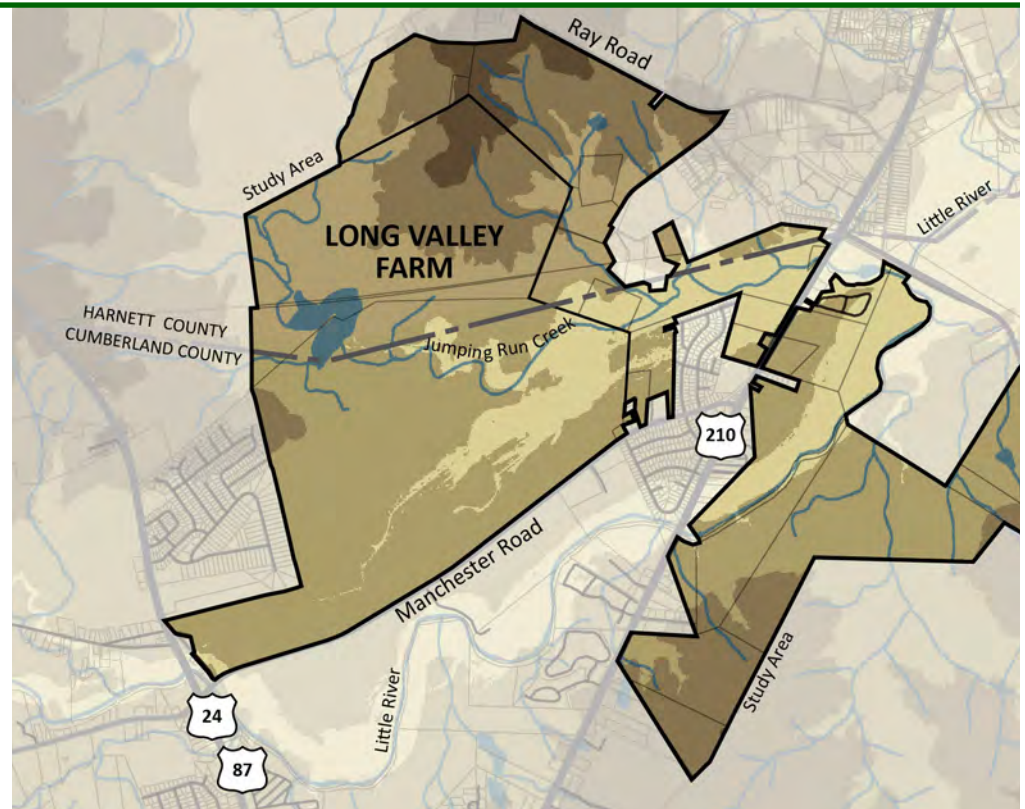 Ray Road
Study Area
Little River
LONG VALLEY
FARM
HARNETT COUNTY
CUMBERLAND COUNTY
Jumping Run Creek
210
Manchester Road
Study Area
Little River
24
87